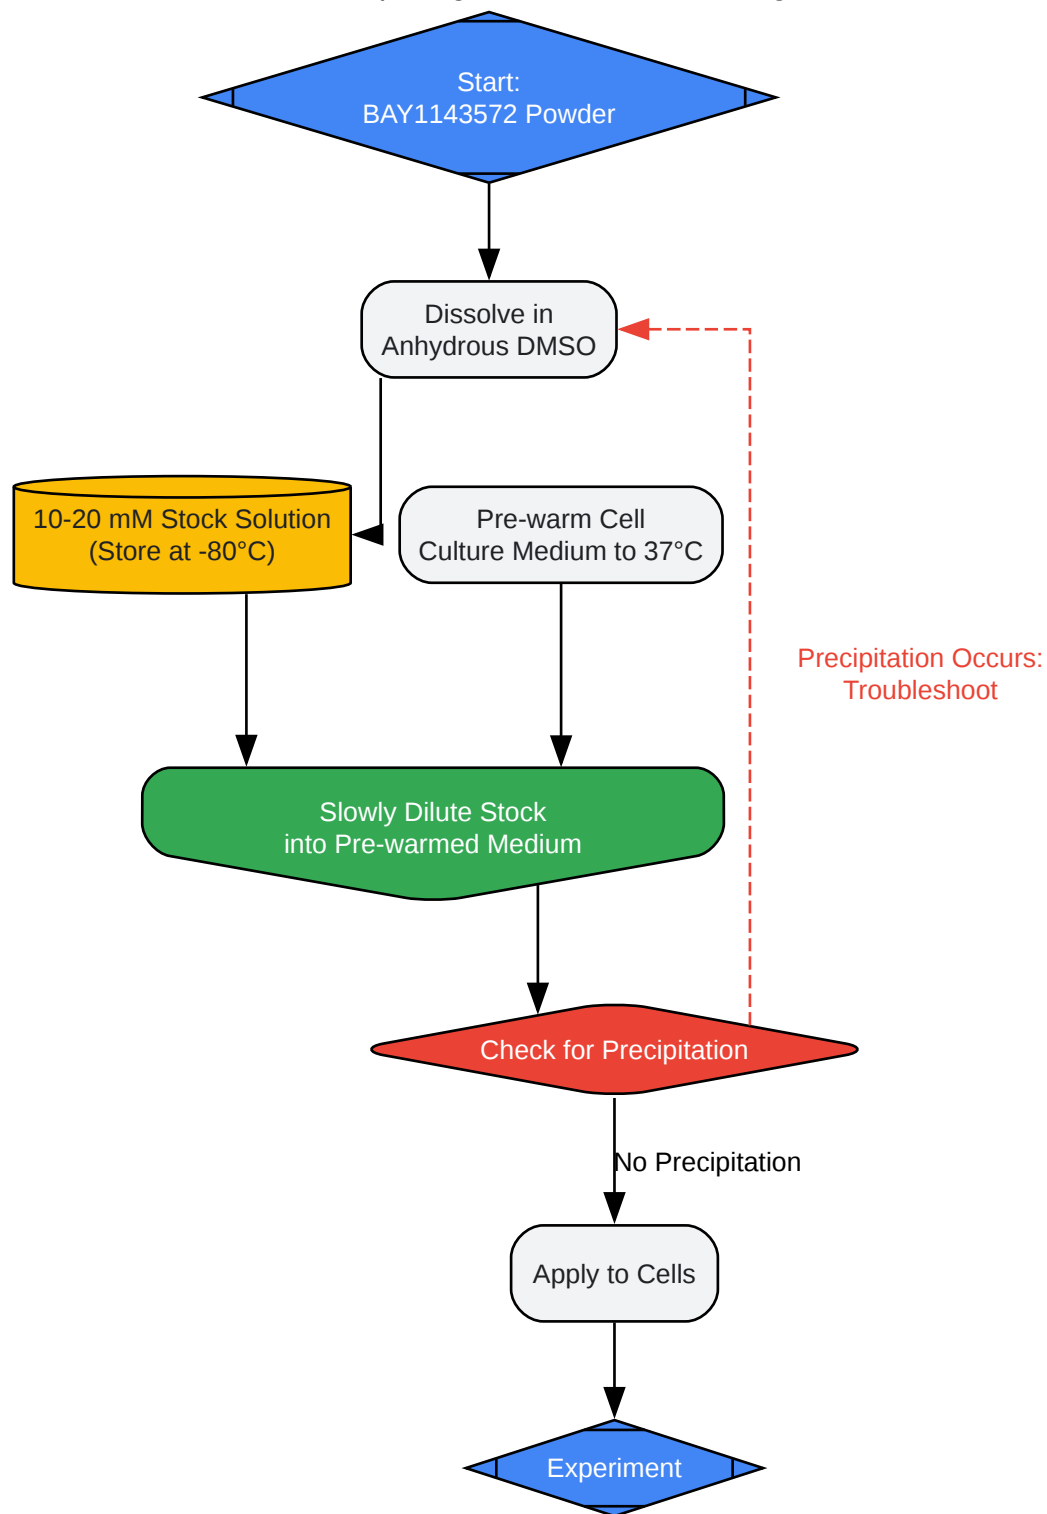 Start:
BAY1143572 Powder
Dissolve in
Anhydrous DMSO
10-20 mM Stock Solution
(Store at -80°C)
Pre-warm Cell
Culture Medium to 37°C
Precipitation Occurs:
Troubleshoot
Slowly Dilute Stock
into Pre-warmed Medium
Check for Precipitation
No Precipitation
Apply to Cells
Experiment